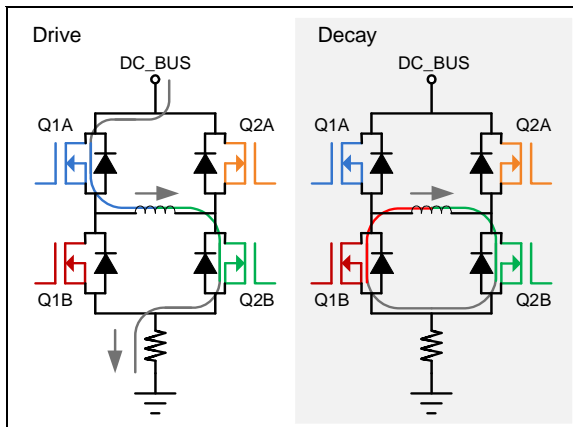 Drive
DC_BUS
Q1A
Q2A
Q1B
Q2B
Decay
DC_BUS
Q1A
Q2A
Q1B
Q2B